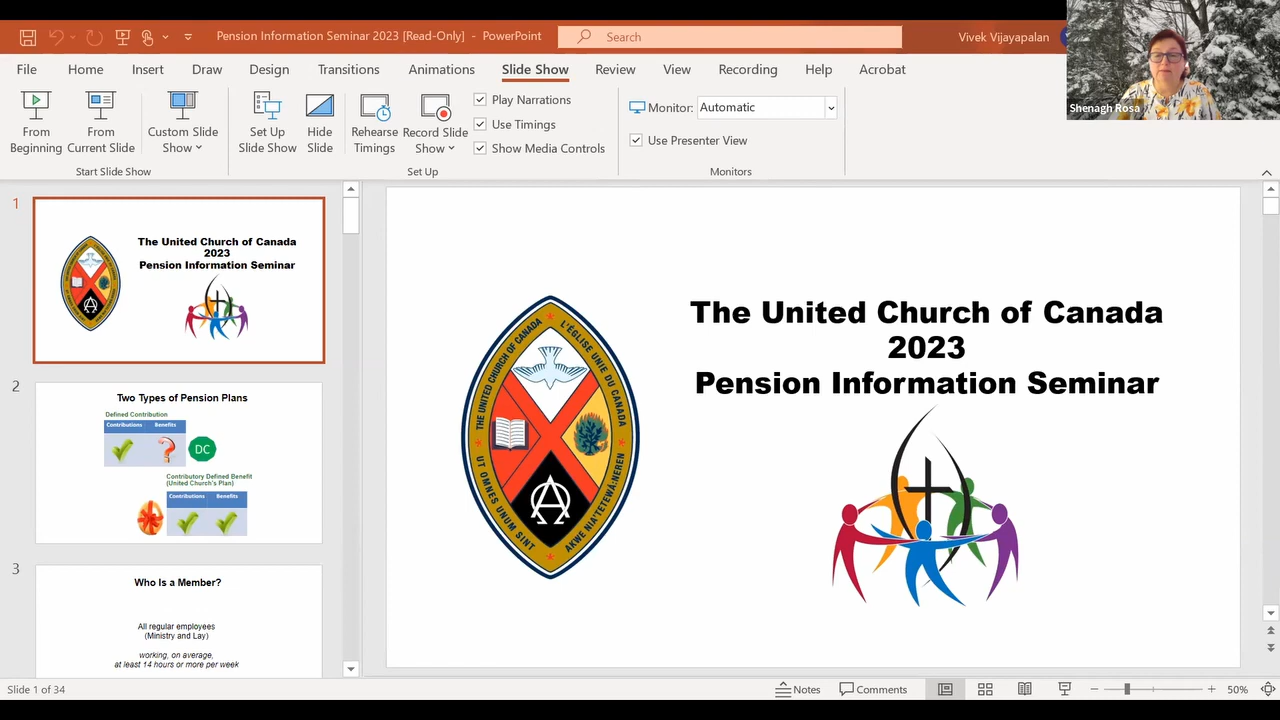 Pension Information Seminar 2023 [Read-Only] - PowerPoint
Search
Vivek Vijayapalan
Shenagh Rosa
File Home Insert Draw Design Transitions Animations Slide Show Review View Recording Help Acrobat
From Beginning
From Current Slide
Custom Slide Show
Set Up Slide Show
Hide Slide
Rehearse Timings
Record Slide Show
Play Narrations
Use Timings
Show Media Controls
Monitor: Automatic
Use Presenter View
Start Slide Show
Set Up
Monitors
1
The United Church of Canada
2023
Pension Information Seminar
2
Two Types of Pension Plans
Defined Contribution
Contributions Benefits
DC
Contributory Defined Benefit
(United Church's Plan)
Contributions Benefits
3
Who Is a Member?
All regular employees
(Ministry and Lay)
working, on average,
at least 14 hours or more per week
THE UNITED CHURCH OF CANADA
L'ÉGLISE UNIE DU CANADA
UT OMNES UNUM SINT
AKWE NIA'TETEWÁ:NEREN
The United Church of Canada
2023
Pension Information Seminar
Slide 1 of 34
Notes
Comments
50%